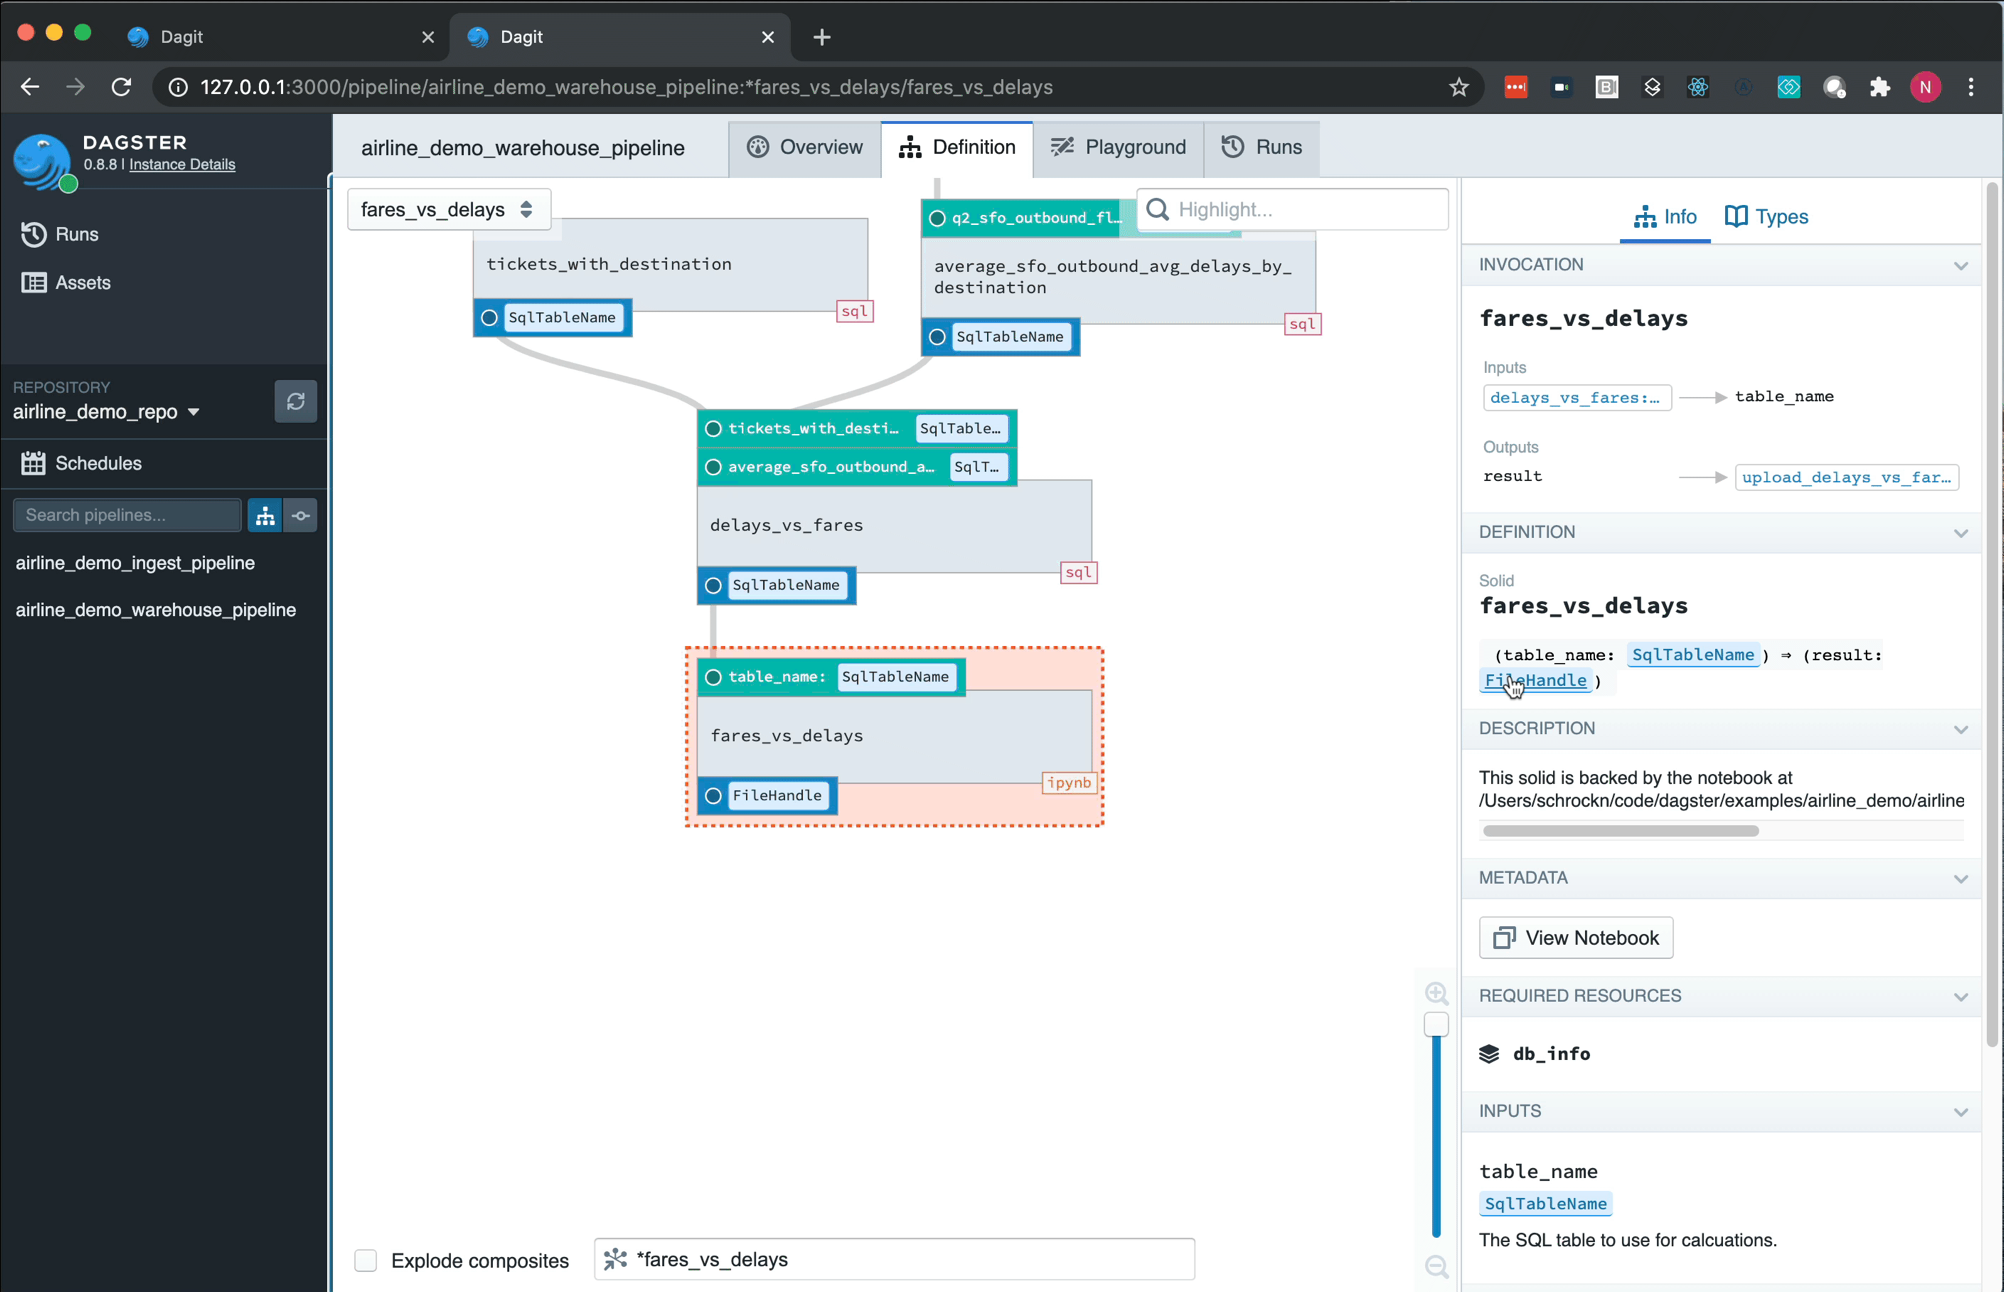 Dagit
Dagit
127.0.0.1:3000/pipeline/airline_demo_warehouse_pipeline:*fares_vs_delays/fares_vs_delays
N
DAGSTER
0.8.8 | Instance Details
Runs
Assets
REPOSITORY
airline_demo_repo
Schedules
Search pipelines...
airline_demo_ingest_pipeline
airline_demo_warehouse_pipeline
airline_demo_warehouse_pipeline
Overview
Definition
Playground
Runs
fares_vs_delays
Highlight...
tickets_with_destination
SqlTableName
sql
q2_sfo_outbound_fl…
average_sfo_outbound_avg_delays_by_
destination
SqlTableName
sql
tickets_with_desti… SqlTable…
average_sfo_outbound_a… SqlT…
delays_vs_fares
SqlTableName
sql
table_name: SqlTableName
fares_vs_delays
FileHandle
ipynb
Explode composites
*fares_vs_delays
Info
Types
INVOCATION
fares_vs_delays
Inputs
delays_vs_fares:… table_name
Outputs
result upload_delays_vs_far…
DEFINITION
Solid
fares_vs_delays
(table_name: SqlTableName) ⇒ (result:
FileHandle)
DESCRIPTION
This solid is backed by the notebook at
/Users/schrockn/code/dagster/examples/airline_demo/airline
METADATA
View Notebook
REQUIRED RESOURCES
db_info
INPUTS
table_name
SqlTableName
The SQL table to use for calcuations.